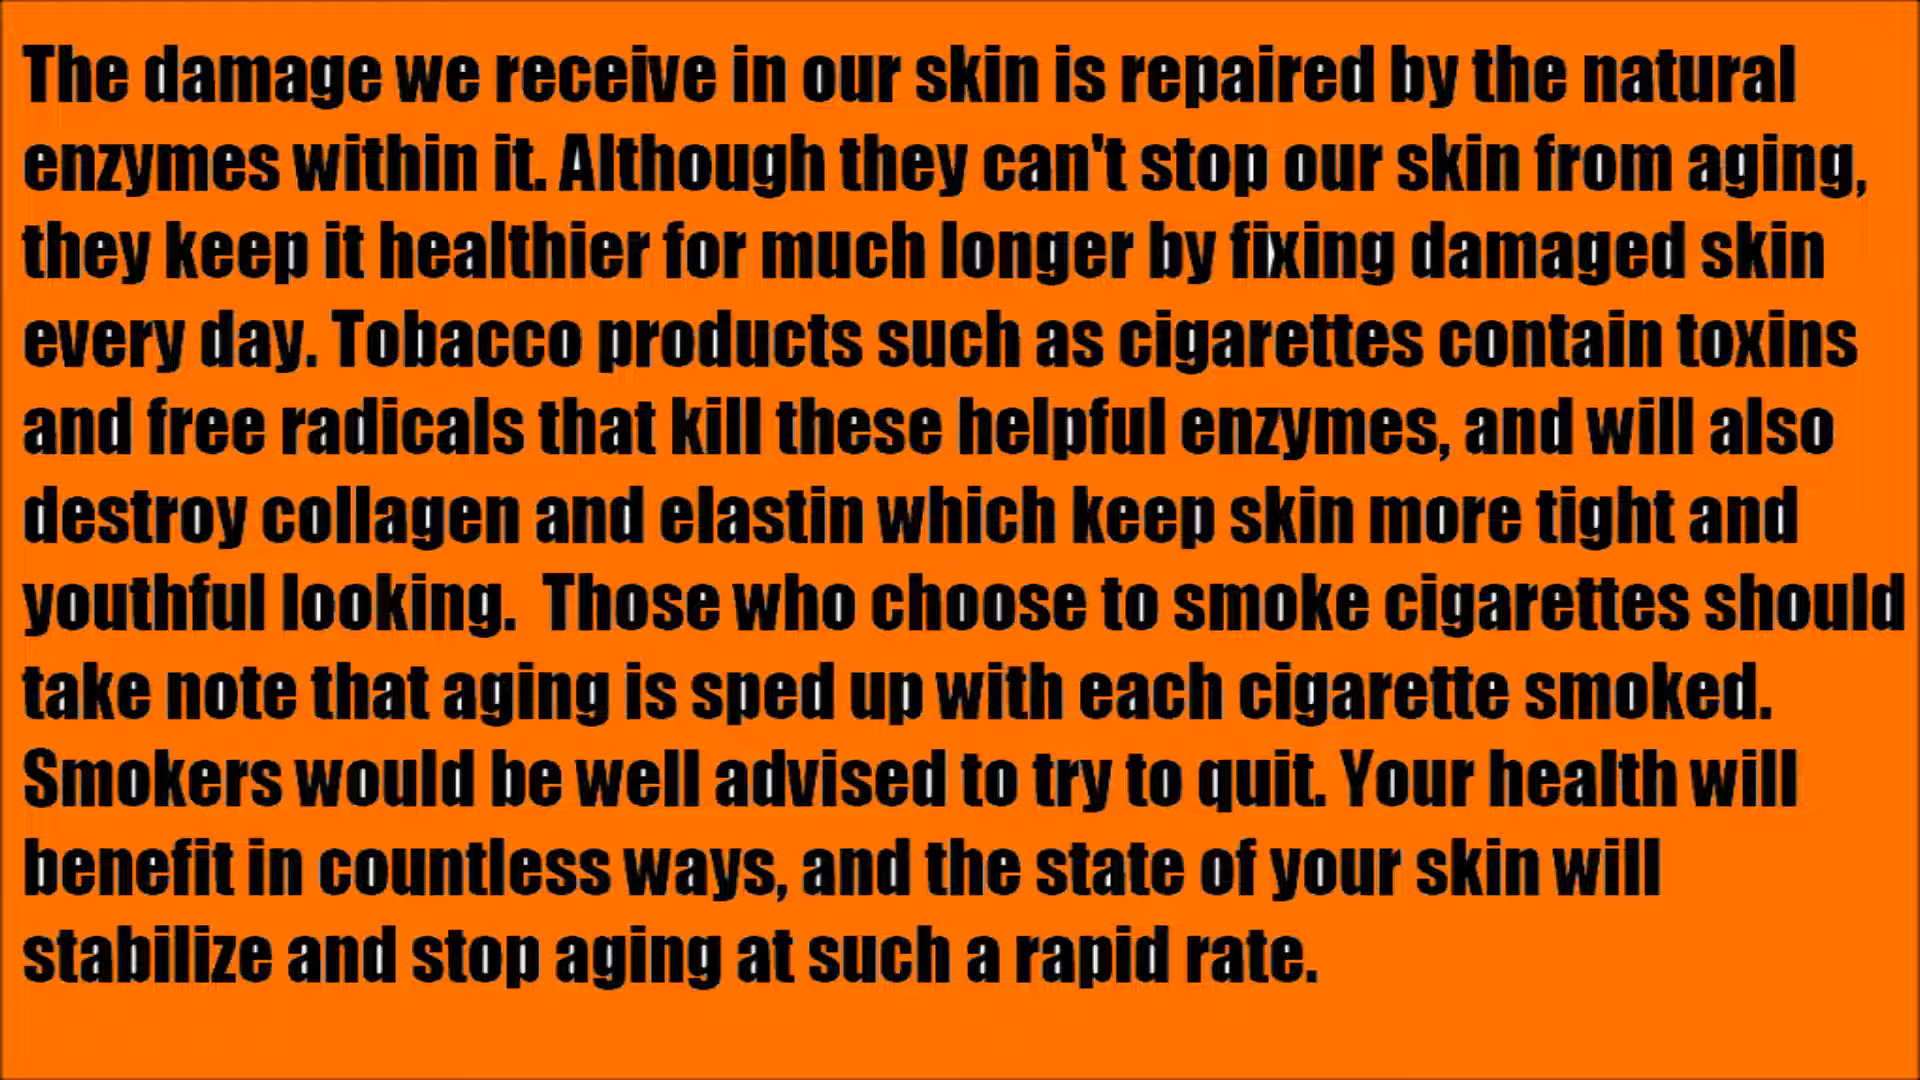 The damage we receive in our skin is repaired by the natural
enzymes within it. Although they can't stop our skin from aging,
they keep it healthier for much longer by fixing damaged skin
every day. Tobacco products such as cigarettes contain toxins
and free radicals that kill these helpful enzymes, and will also
destroy collagen and elastin which keep skin more tight and
youthful looking.  Those who choose to smoke cigarettes should
take note that aging is sped up with each cigarette smoked.
Smokers would be well advised to try to quit. Your health will
benefit in countless ways, and the state of your skin will
stabilize and stop aging at such a rapid rate.